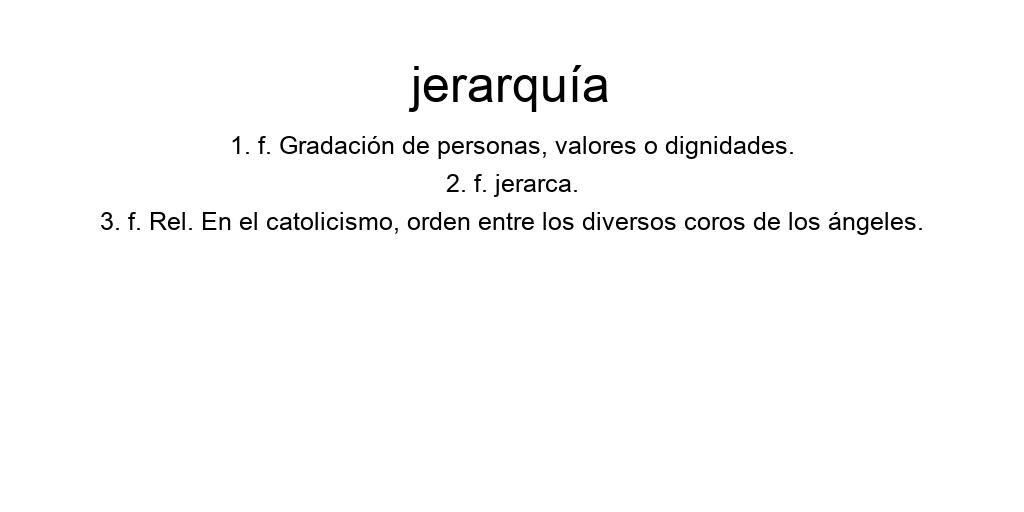 jerarquía
1. f. Gradación de personas, valores o dignidades.
2. f. jerarca.
3. f. Rel. En el catolicismo, orden entre los diversos coros de los ángeles.